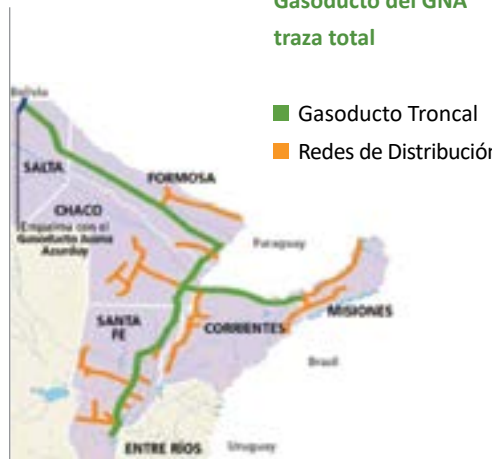 Gasoducto del GNA
traza total
Gasoducto Troncal
Redes de Distribución
Bolivia
SALTA
FORMOSA
CHACO
Empalme con el
Gasoducto Juana
Azurduy
Paraguay
SANTA
FE
CORRIENTES
MISIONES
Brasil
ENTRE RÍOS
Uruguay